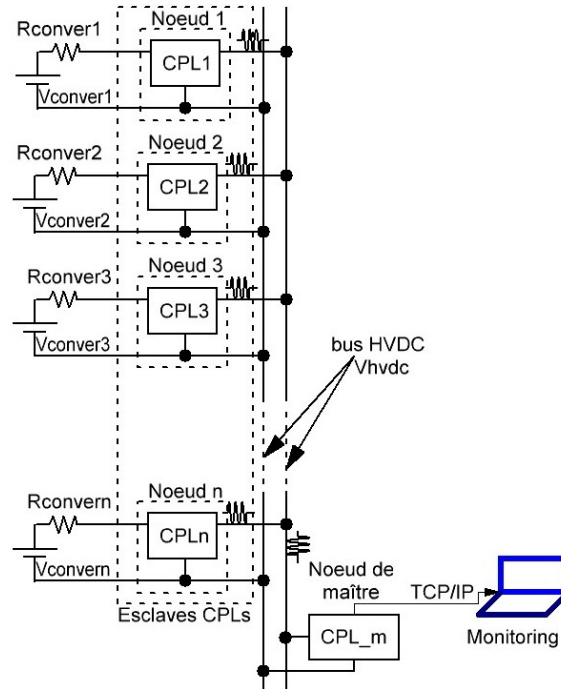 Noeud 1
Rconver1
CPL1
Vconver1
Noeud 2
Rconver2
CPL2
Vconver2
Noeud 3
Rconver3
CPL3
Vconver3
bus HVDC
Vhvdc
Noeud n
Rconvern
CPLn
Vconvern
Esclaves CPLs
Noeud de
maître
TCP/IP
CPL_m
Monitoring